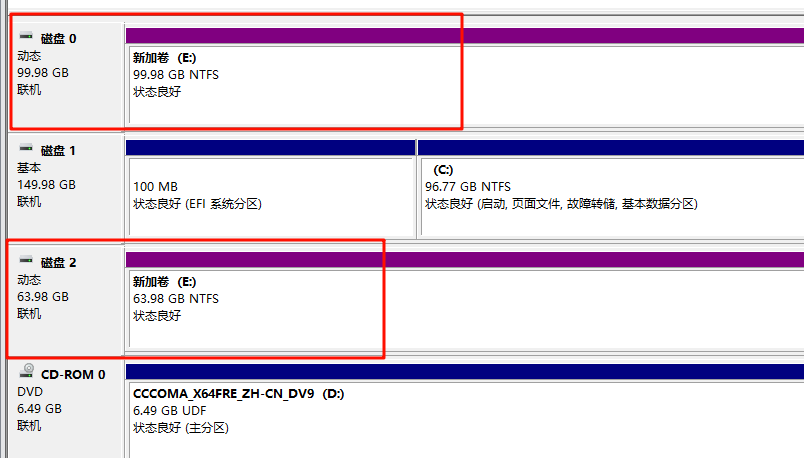 磁盘 0
动态
99.98 GB
联机
新加卷 (E:)
99.98 GB NTFS
状态良好
磁盘 1
基本
149.98 GB
联机
100 MB
状态良好 (EFI 系统分区)
(C:)
96.77 GB NTFS
状态良好 (启动, 页面文件, 故障转储, 基本数据分区)
磁盘 2
动态
63.98 GB
联机
新加卷 (E:)
63.98 GB NTFS
状态良好
CD-ROM 0
DVD
6.49 GB
联机
CCCOMA_X64FRE_ZH-CN_DV9 (D:)
6.49 GB UDF
状态良好 (主分区)